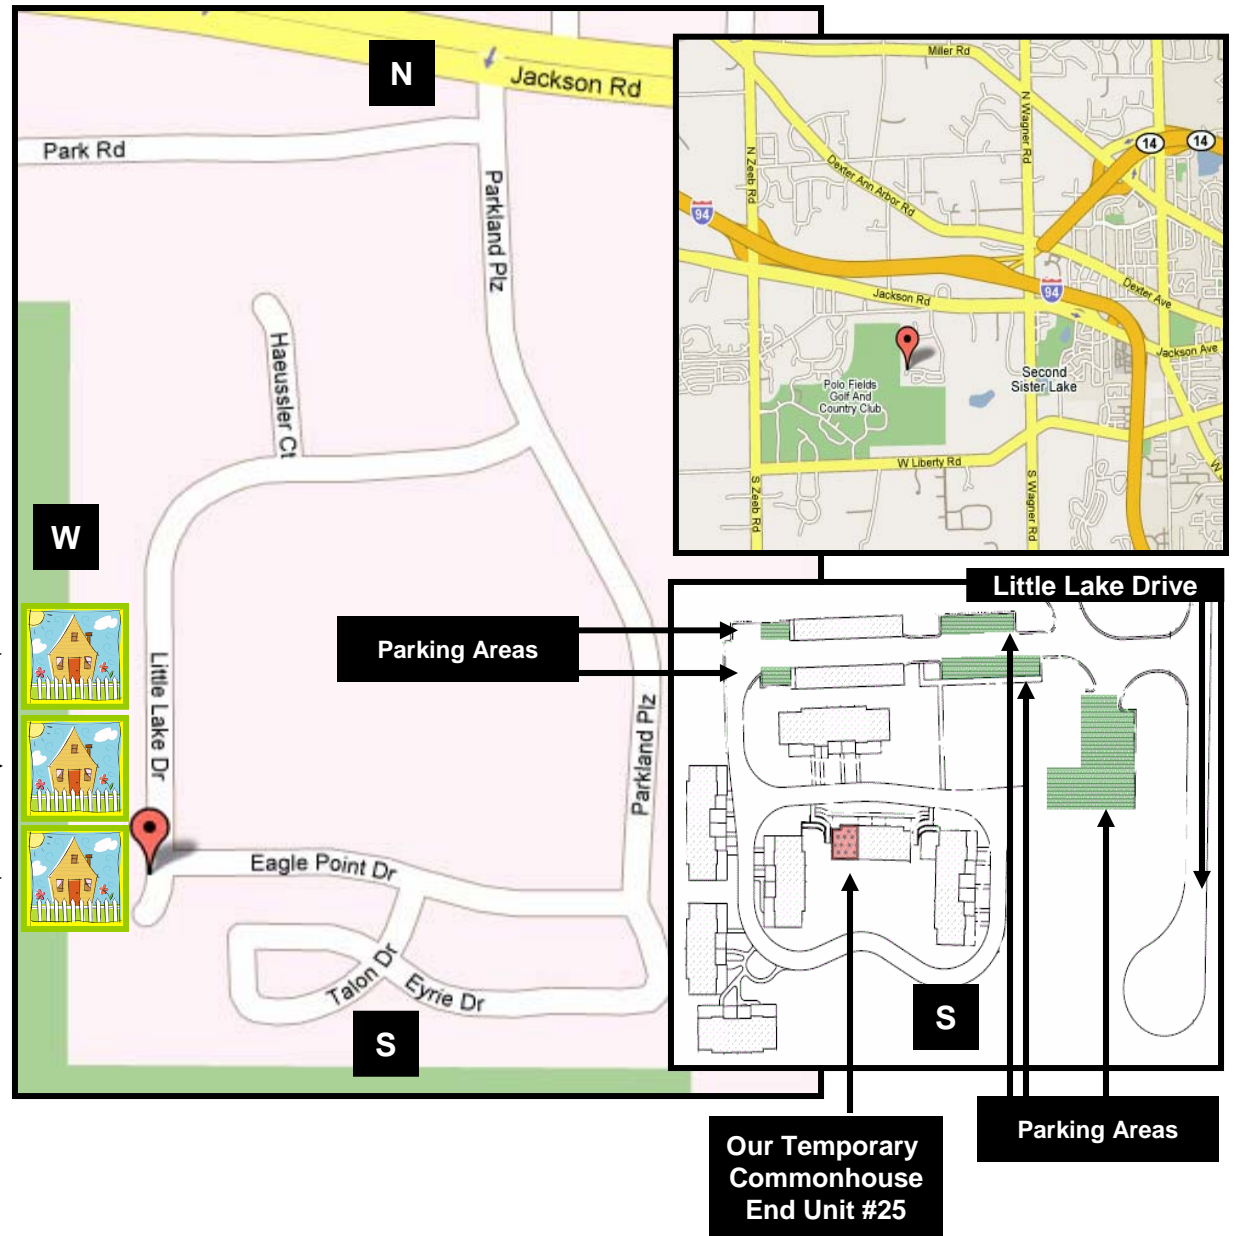 N
Jackson Rd
Park Rd
Parkland Plz
Haeussler Ct
W
Little Lake Dr
Parkland Plz
Eagle Point Dr
Talon Dr
Eyrie Dr
S
Miller Rd
N Wagner Rd
14
14
N Zeeb Rd
Dexter Ann Arbor Rd
94
Jackson Rd
94
Dexter Ave
Jackson Ave
Second
Sister Lake
Polo Fields
Golf And
Country Club
W Liberty Rd
S Zeeb Rd
S Wagner Rd
W S
Little Lake Drive
Parking Areas
S
Our Temporary
Commonhouse
End Unit #25
Parking Areas